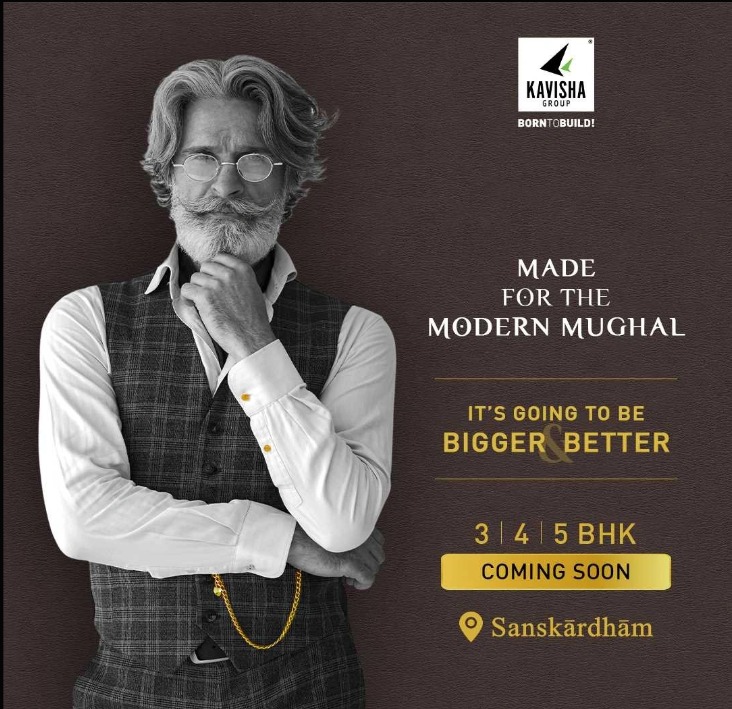 KAVISHA
GROUP
BORNTOBUILD!
MADE
FOR THE
MODERN MUGHAL
IT'S GOING TO BE
BIGGER & BETTER
3 | 4 | 5 BHK
COMING SOON
Sanskārdhām